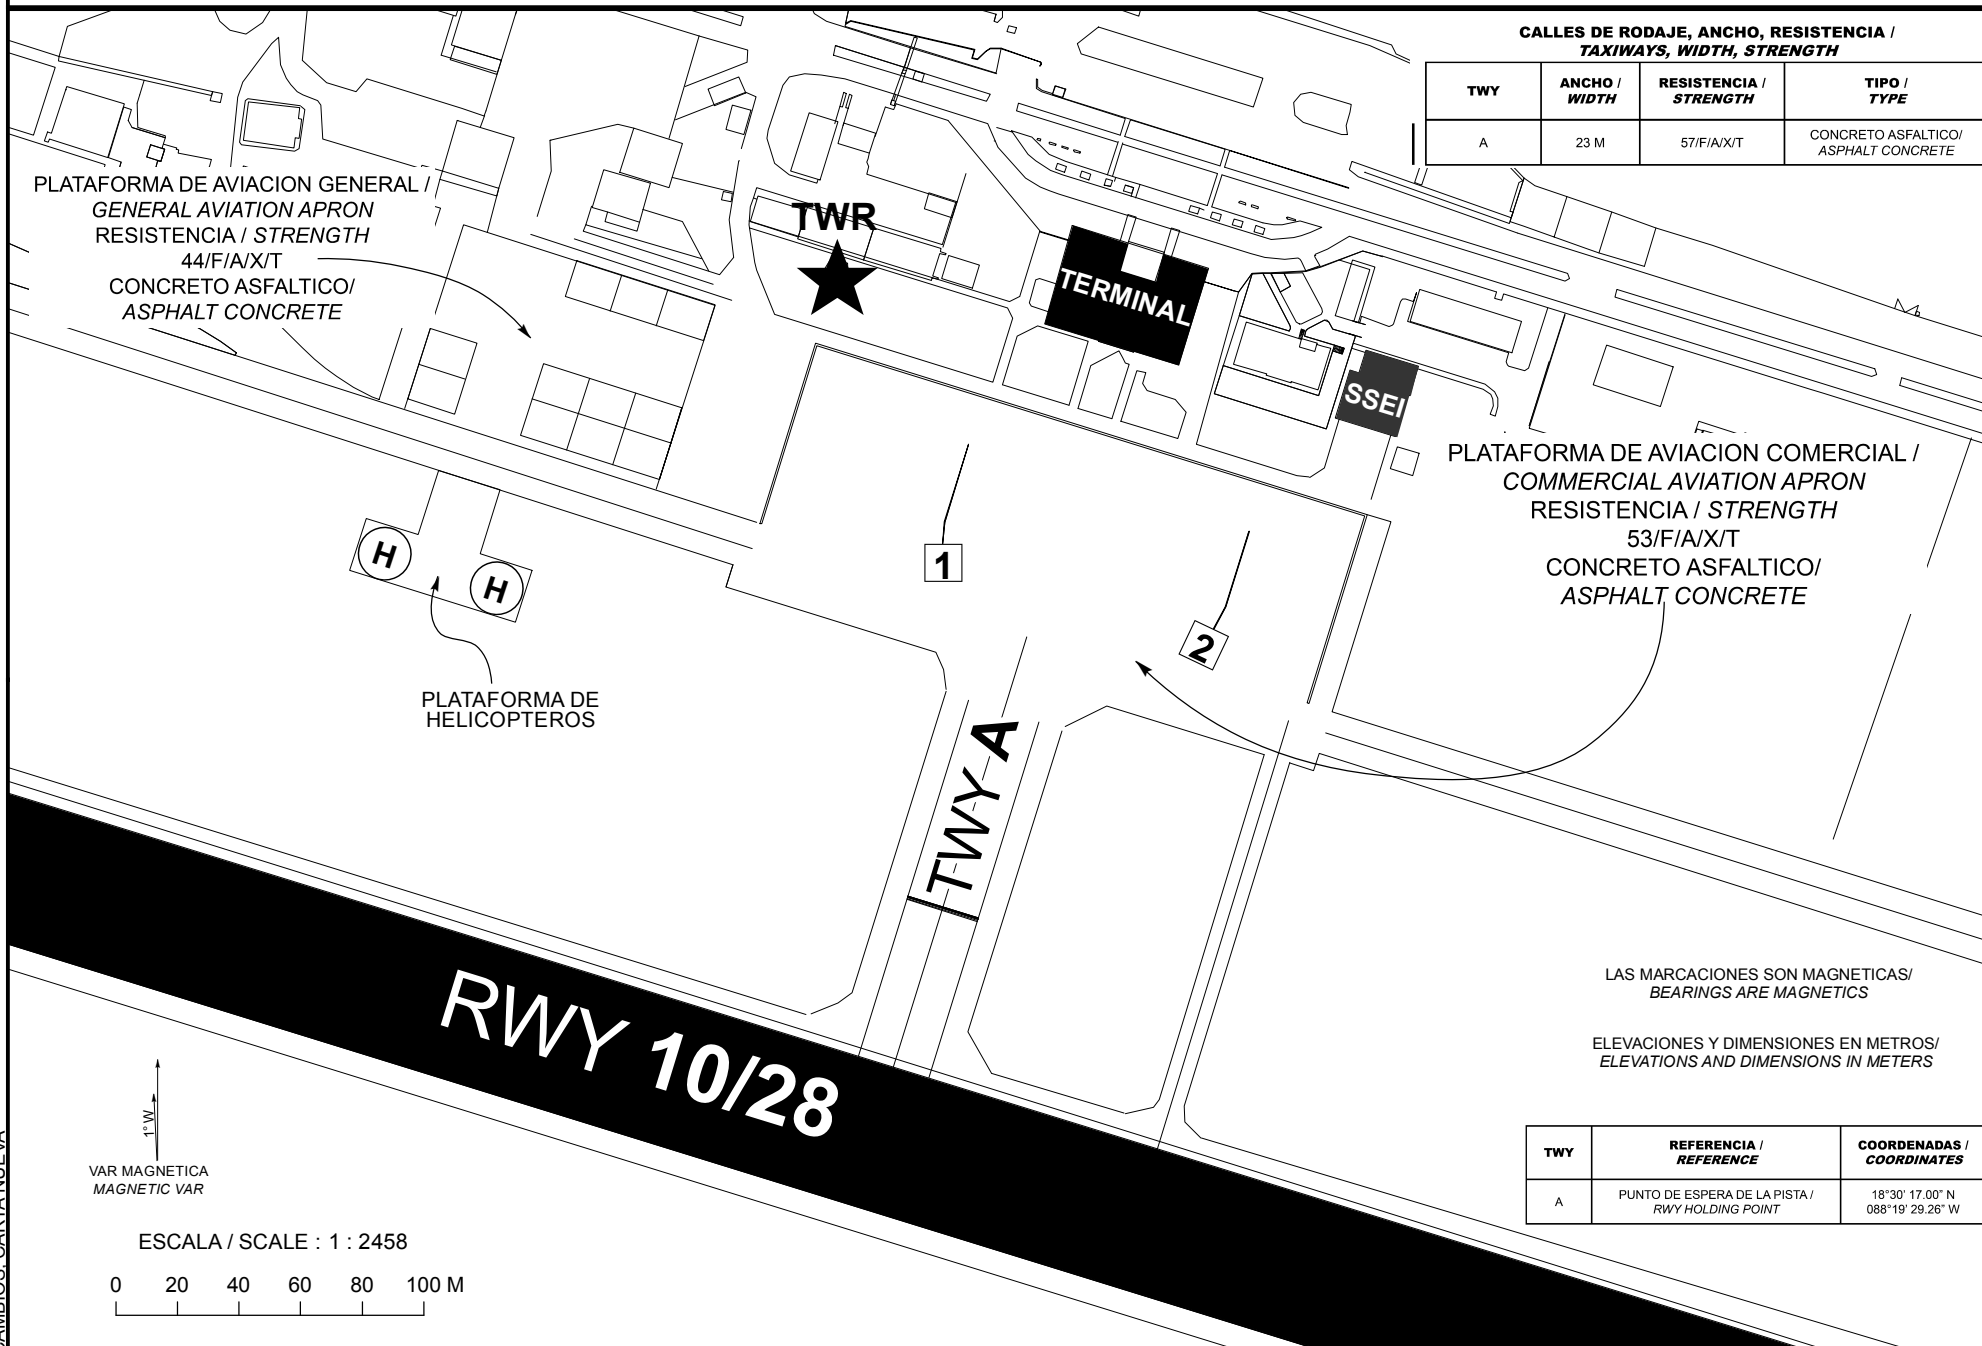 CALLES DE RODAJE, ANCHO, RESISTENCIA /
TAXIWAYS, WIDTH, STRENGTH
TWY
ANCHO /
WIDTH
RESISTENCIA /
STRENGTH
TIPO /
TYPE
A
23 M
57/F/A/X/T
CONCRETO ASFALTICO/
ASPHALT CONCRETE
PLATAFORMA DE AVIACION GENERAL /
GENERAL AVIATION APRON
RESISTENCIA / STRENGTH
44/F/A/X/T
CONCRETO ASFALTICO/
ASPHALT CONCRETE
TWR
TERMINAL
SSEI
PLATAFORMA DE AVIACION COMERCIAL /
COMMERCIAL AVIATION APRON
RESISTENCIA / STRENGTH
53/F/A/X/T
CONCRETO ASFALTICO/
ASPHALT CONCRETE
H
H
1
2
PLATAFORMA DE
HELICOPTEROS
TWY A
RWY 10/28
LAS MARCACIONES SON MAGNETICAS/
BEARINGS ARE MAGNETICS
ELEVACIONES Y DIMENSIONES EN METROS/
ELEVATIONS AND DIMENSIONS IN METERS
1° W
VAR MAGNETICA
MAGNETIC VAR
TWY
REFERENCIA /
REFERENCE
COORDENADAS /
COORDINATES
A
PUNTO DE ESPERA DE LA PISTA /
RWY HOLDING POINT
18°30' 17.00" N
088°19' 29.26" W
ESCALA / SCALE : 1 : 2458
0 20 40 60 80 100 M